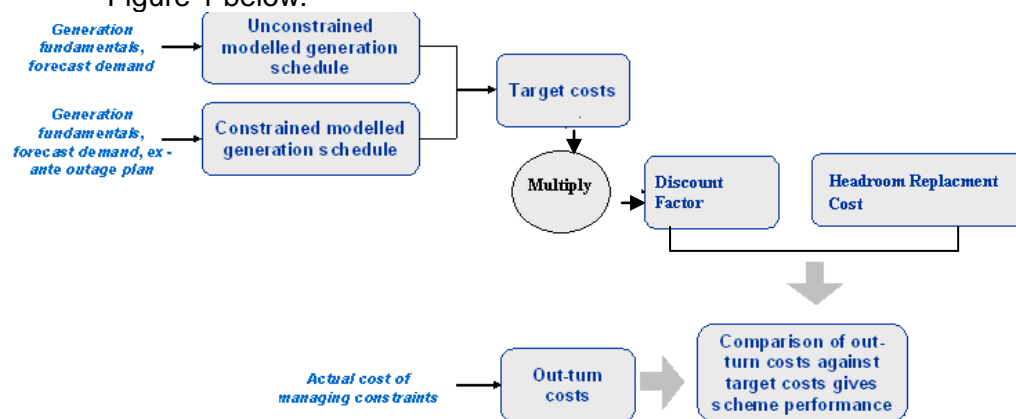 Figure 1 below.
Generation
fundamentals,
forecast demand
Unconstrained
modelled generation
schedule
Generation
fundamentals,
forecast demand, ex -
ante outage plan
Constrained modelled
generation schedule
Target costs
Multiply
Discount
Factor
Headroom Replacment
Cost
Actual cost of
managing constraints
Out-turn
costs
Comparison of out-
turn costs against
target costs gives
scheme performance